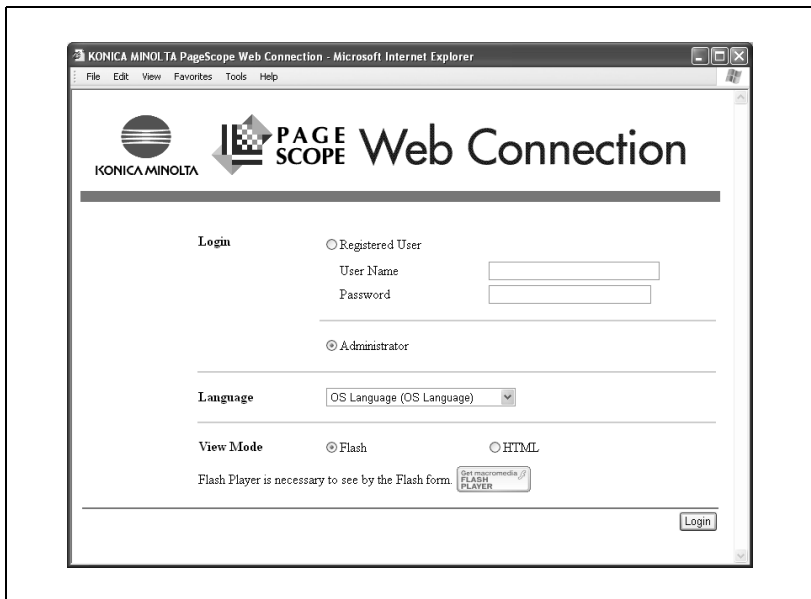 KONICA MINOLTA PageScope Web Connection - Microsoft Internet Explorer
File Edit View Favorites Tools Help
KONICA MINOLTA
PAGE SCOPE Web Connection
Login
Registered User
User Name
Password
Administrator
Language
OS Language (OS Language)
View Mode
Flash
HTML
Flash Player is necessary to see by the Flash form.
Get macromedia
FLASH
PLAYER
Login